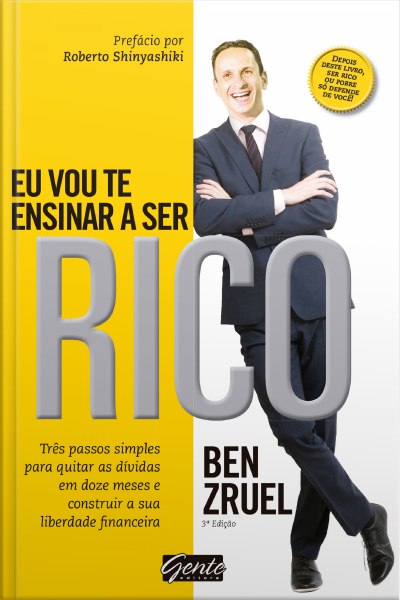 Prefácio por
Roberto Shinyashiki
DEPOIS
DESTE LIVRO,
SER RICO
OU POBRE
SÓ DEPENDE
DE VOCÊ!
EU VOU TE
ENSINAR A SER
RICO
Três passos simples
para quitar as dívidas
em doze meses e
construir a sua
liberdade financeira
BEN
ZRUEL
3ª Edição
Gente
editora